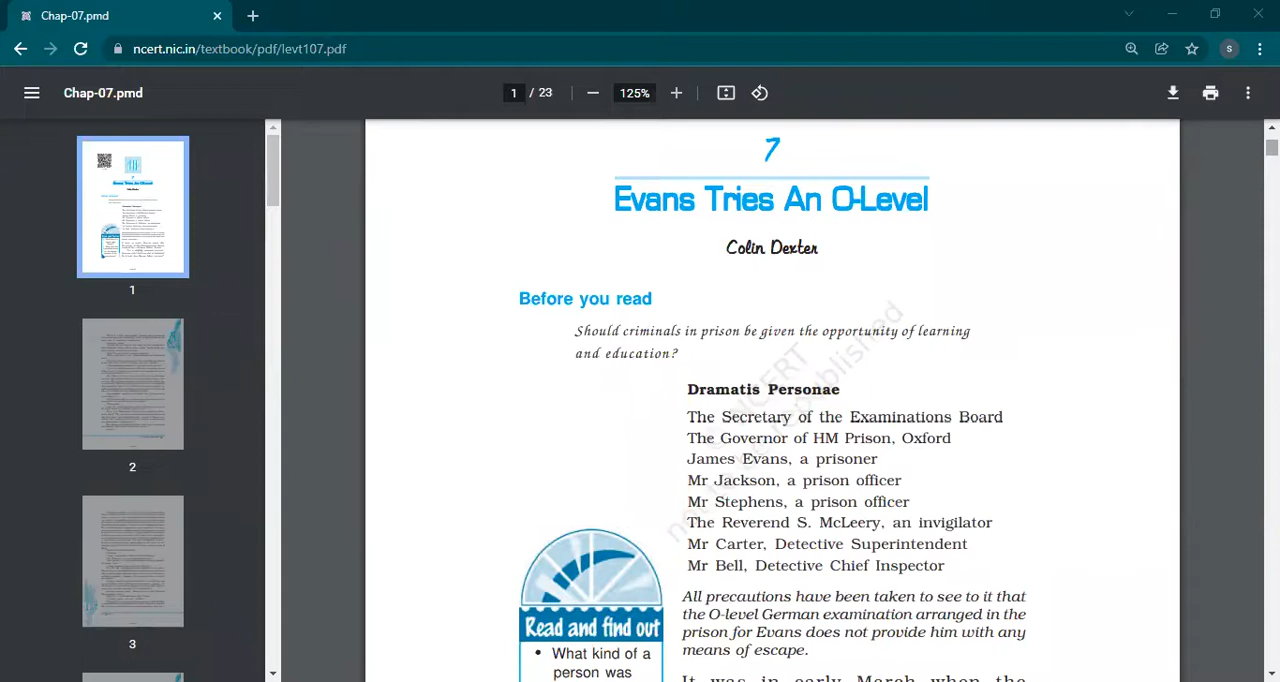 Chap-07.pmd
ncert.nic.in/textbook/pdf/levt107.pdf
S
Chap-07.pmd
1 / 23
125%
7
Evans Tries An O-Level
Colin Dexter
Before you read
Should criminals in prison be given the opportunity of learning
and education?
Dramatis Personae
The Secretary of the Examinations Board
The Governor of HM Prison, Oxford
James Evans, a prisoner
Mr Jackson, a prison officer
Mr Stephens, a prison officer
The Reverend S. McLeery, an invigilator
Mr Carter, Detective Superintendent
Mr Bell, Detective Chief Inspector
All precautions have been taken to see to it that
the O-level German examination arranged in the
prison for Evans does not provide him with any
means of escape.
It was in early March when the
Read and find out
• What kind of a
person was
1
2
3